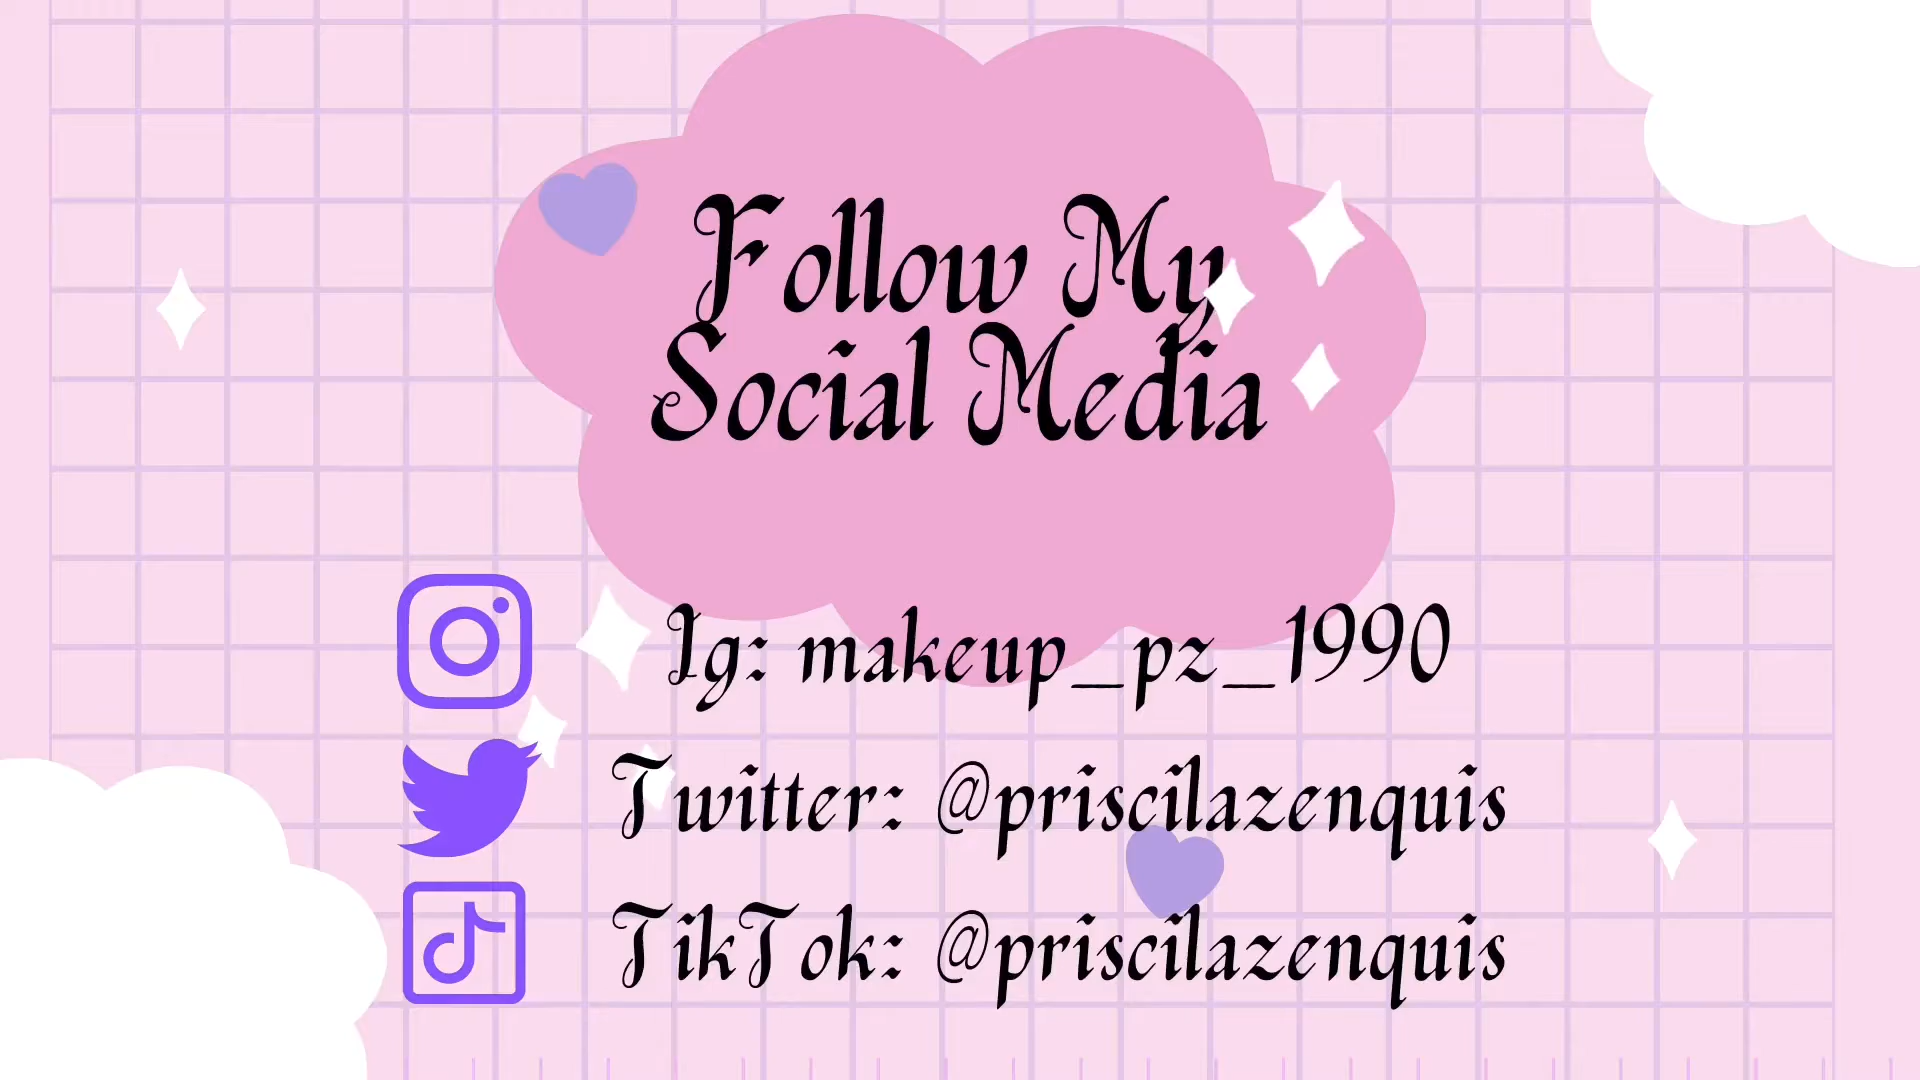 Follow My
Social Media
Ig: makeup_pz_1990
Twitter: @priscilazenquis
TikTok: @priscilazenquis